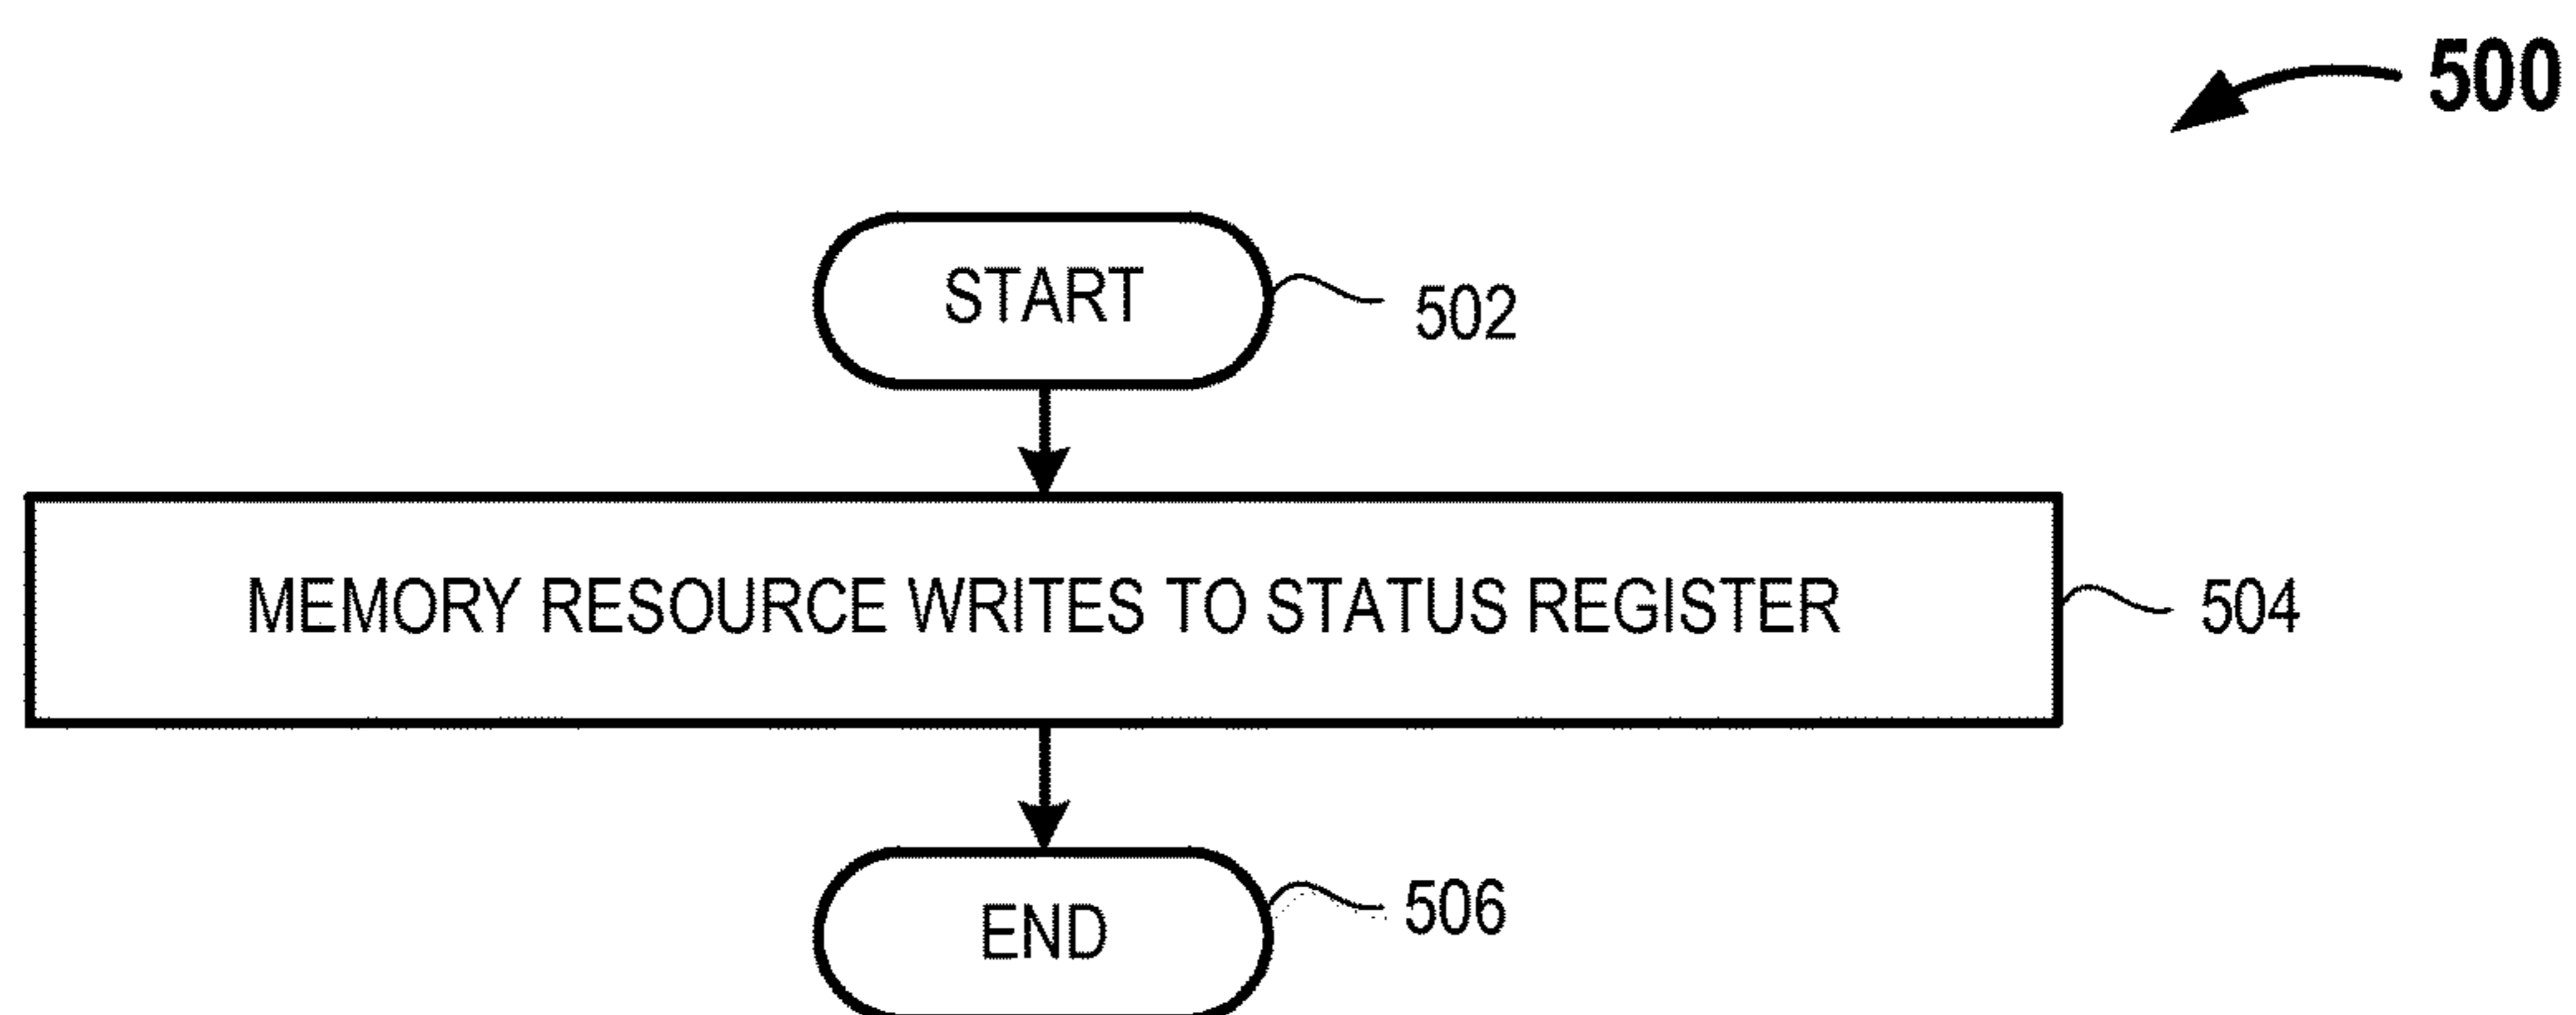 500
START
502
MEMORY RESOURCE WRITES TO STATUS REGISTER
504
END
506